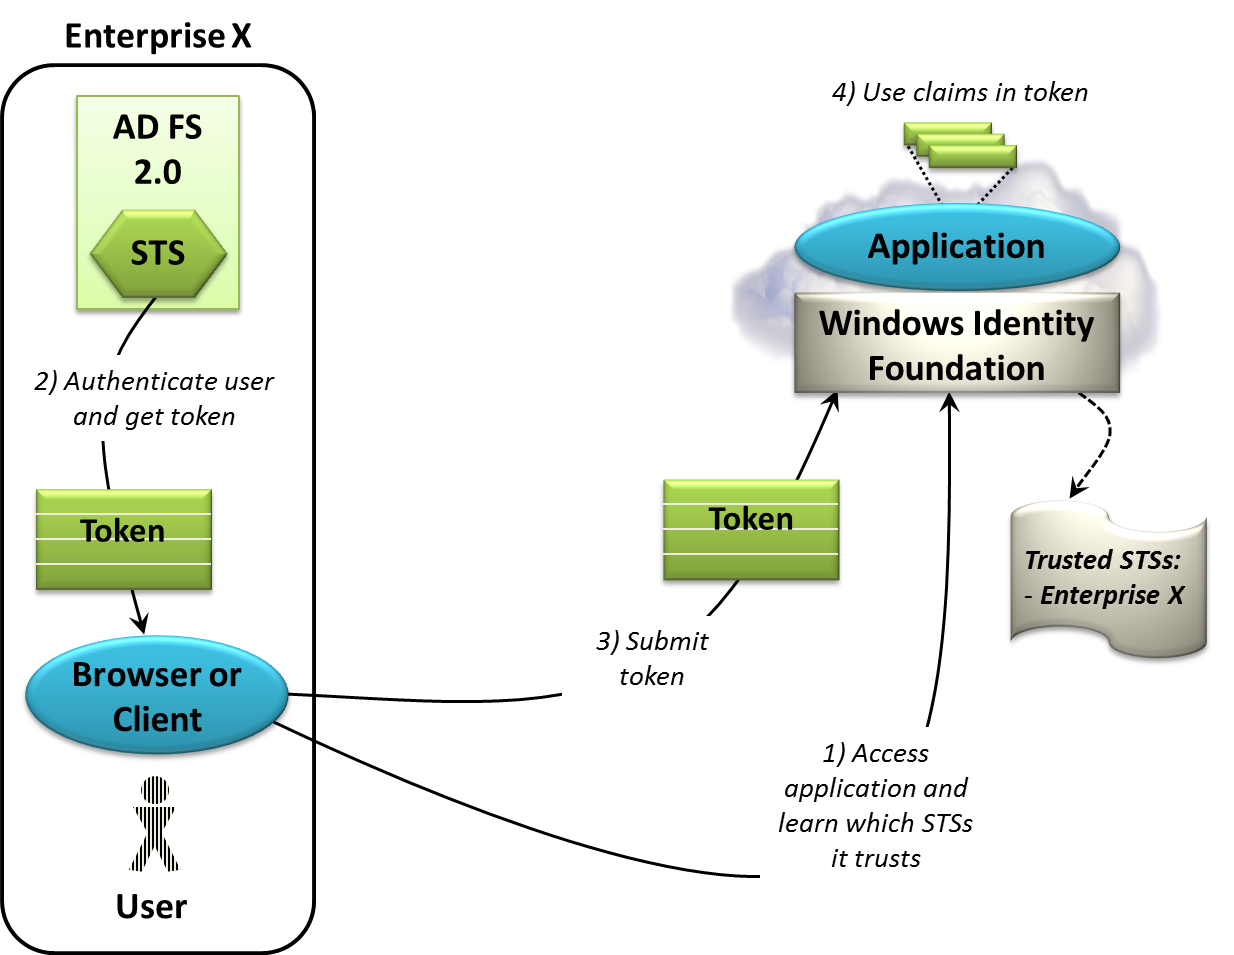 Enterprise X
AD FS
2.0
STS
2) Authenticate user
and get token
Token
Browser or
Client
User
4) Use claims in token
Application
Windows Identity
Foundation
Token
Trusted STSs:
- Enterprise X
3) Submit
token
1) Access
application and
learn which STSs
it trusts